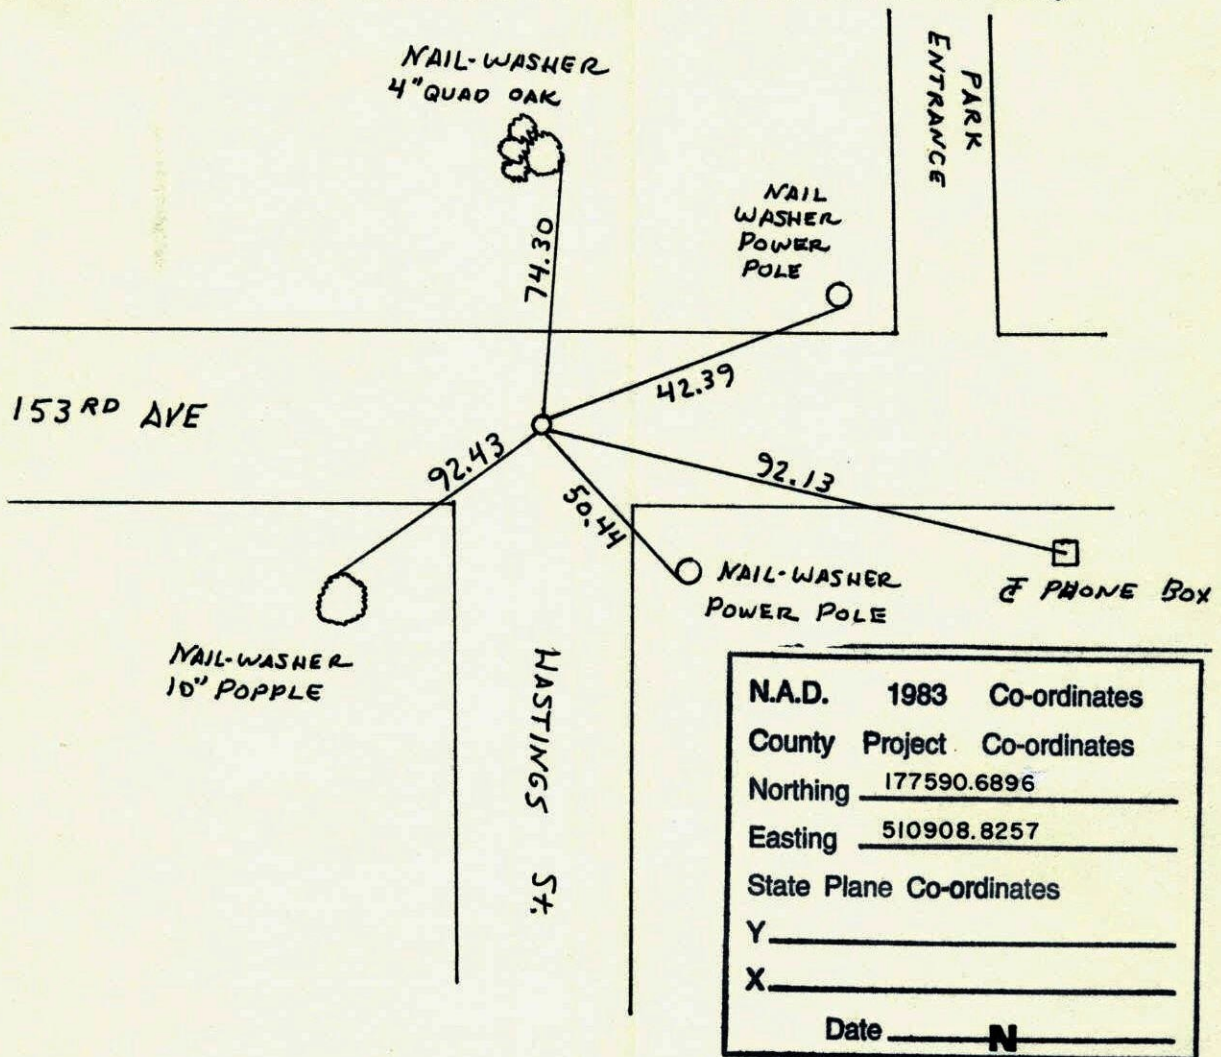 NAIL-WASHER
4" QUAD OAK
PARK
ENTRANCE
NAIL
WASHER
POWER
POLE
74.30
42.39
153RD AVE
92.43
92.13
50.44
NAIL-WASHER
POWER POLE
℄ PHONE BOX
NAIL-WASHER
10" POPPLE
HASTINGS St.
N.A.D. 1983 Co-ordinates
County Project Co-ordinates
Northing 177590.6896
Easting 510908.8257
State Plane Co-ordinates
Y
X
Date N